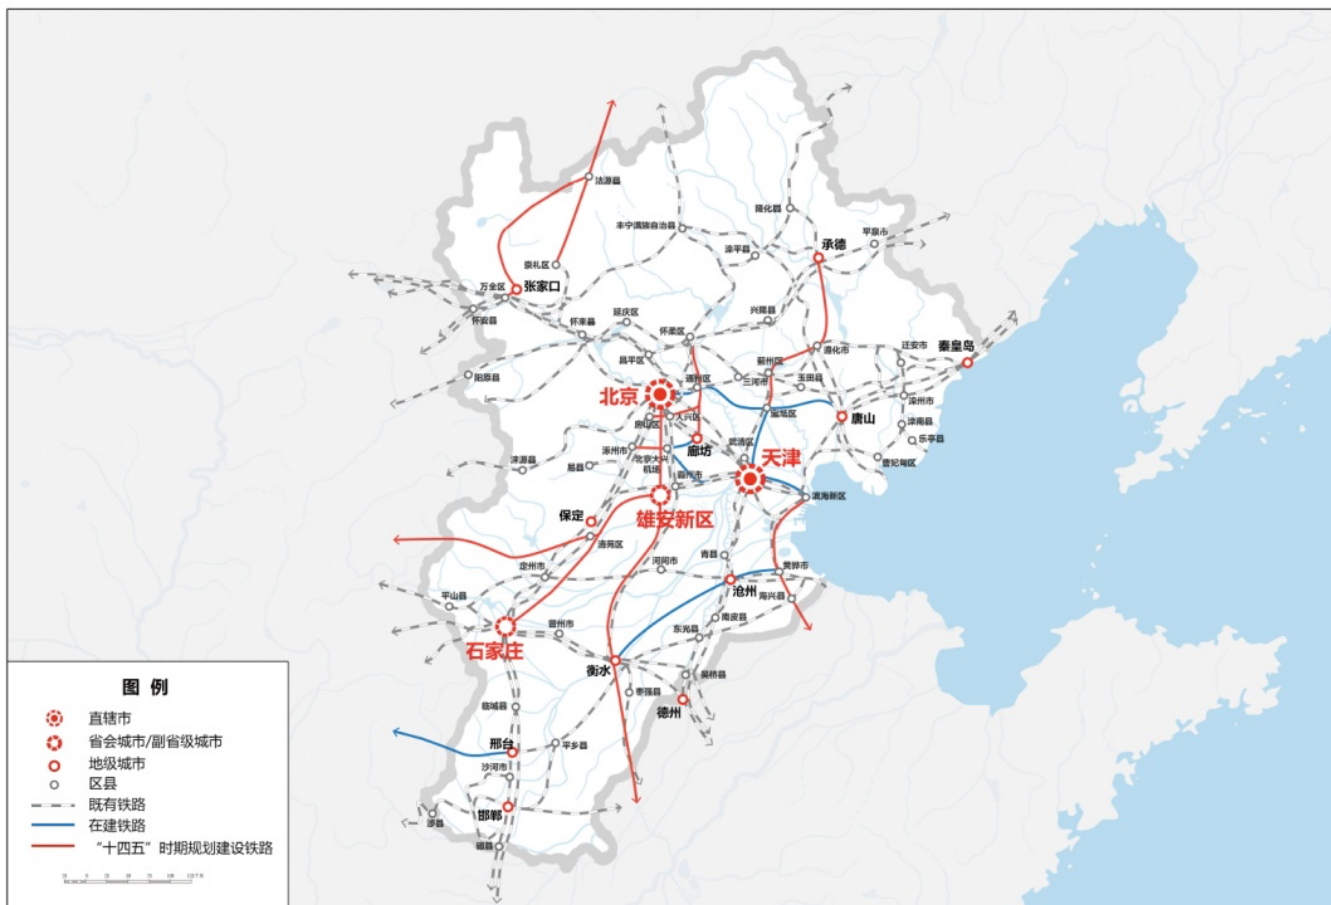 沽源县
丰宁满族自治县
隆化县
平泉市
承德
滦平县
崇礼区
张家口
万全区
怀安县
怀来县
延庆区
怀柔区
兴隆县
昌平区
阳原县
蓟州区
遵化市
迁安市
秦皇岛
通州区
三河市
玉田县
北京
滦州市
大兴区
房山区
宝坻区
唐山
滦南县
乐亭县
涿州市
北京大兴
机场
廊坊
武清区
天津
曹妃甸区
涞源县
易县
霸州市
滨海新区
保定
雄安新区
清苑区
定州市
河间市
青县
黄骅市
沧州
海兴县
平山县
石家庄
晋州市
南皮县
东光县
衡水
吴桥县
枣强县
德州
临城县
邢台
平乡县
沙河市
邯郸
涉县
磁县
图 例
直辖市
省会城市/副省级城市
地级城市
区县
既有铁路
在建铁路
“十四五”时期规划建设铁路